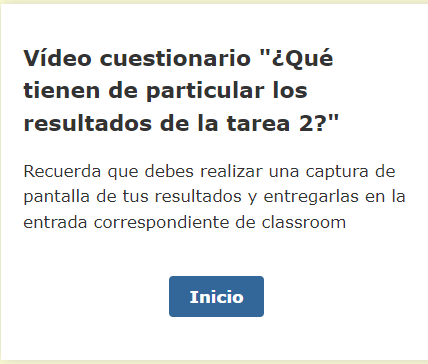 Vídeo cuestionario "¿Qué
tienen de particular los
resultados de la tarea 2?"
Recuerda que debes realizar una captura de
pantalla de tus resultados y entregarlas en la
entrada correspondiente de classroom
Inicio